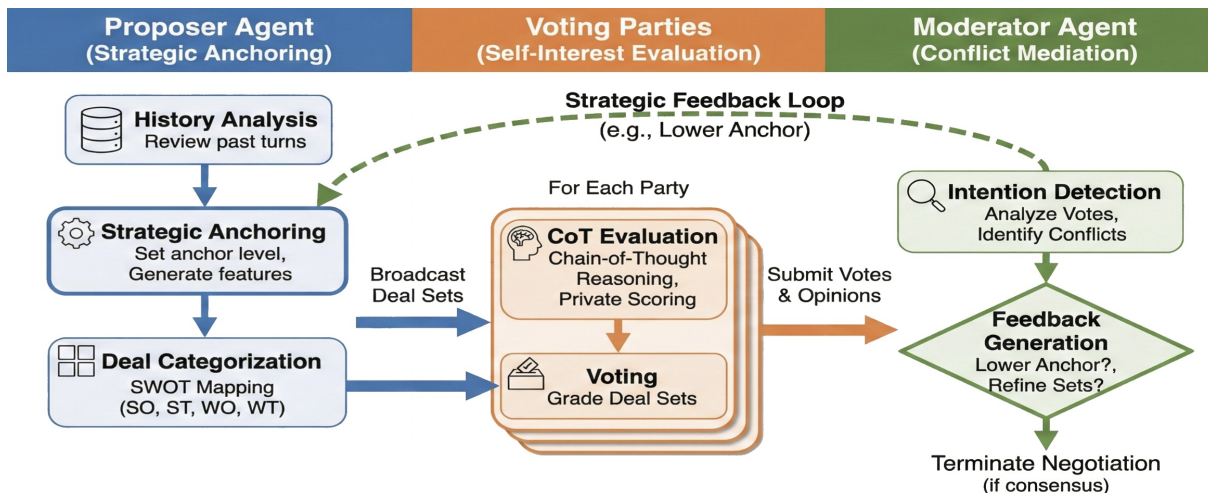 Proposer Agent
(Strategic Anchoring)
Voting Parties
(Self-Interest Evaluation)
Moderator Agent
(Conflict Mediation)
History Analysis
Review past turns
Strategic Anchoring
Set anchor level,
Generate features
Deal Categorization
SWOT Mapping
(SO, ST, WO, WT)
Strategic Feedback Loop
(e.g., Lower Anchor)
Broadcast
Deal Sets
For Each Party
CoT Evaluation
Chain-of-Thought
Reasoning,
Private Scoring
Voting
Grade Deal Sets
Submit Votes
& Opinions
Intention Detection
Analyze Votes,
Identify Conflicts
Feedback
Generation
Lower Anchor?,
Refine Sets?
Terminate Negotiation
(if consensus)